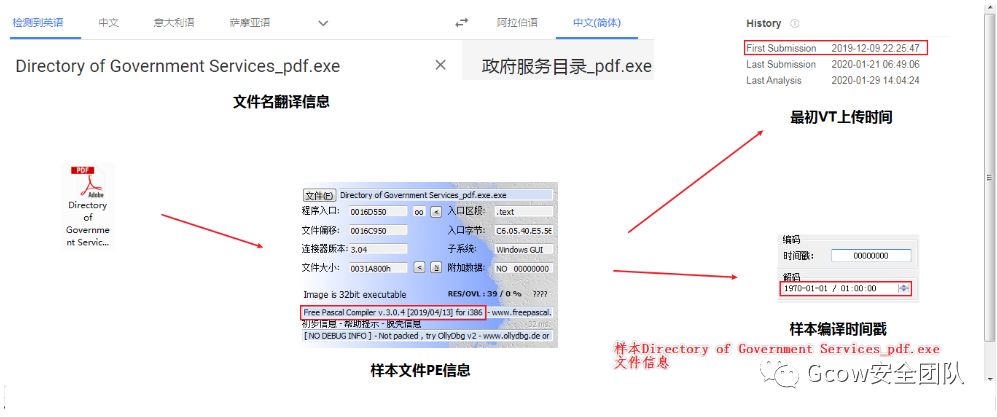 检测到英语 中文 意大利语 萨摩亚语 阿拉伯语 中文(简体)
Directory of Government Services_pdf.exe × 政府服务目录_pdf.exe
文件名翻译信息
History
First Submission 2019-12-09 22:25:47
Last Submission 2020-01-21 06:49:06
Last Analysis 2020-01-29 14:04:24
最初VT上传时间
PDF
Adobe
Directory
of
Governme
nt Servic...
文件(F) Directory of Government Services_pdf.exe.exe
程序入口: 0016D550 oo < 入口区段: .text
文件偏移: 0016C950 入口字节: C6.05.40.E5.56
连接器版本: 3.04 子系统: Windows GUI
文件大小: 0031A800h < N 附加数据: NO 00000000
Image is 32bit executable RES/OVL : 39 / 0 % ????
Free Pascal Compiler v.3.0.4 [2019/04/13] for i386 - www.freepascal.
初步信息 - 帮助提示 - 脱壳信息 32 ms.
[ NO DEBUG INFO ] - Not packed , try OllyDbg v2 - www.ollydbg.de or
样本文件PE信息
编码
时间戳: 00000000
解码
1970-01-01 / 01:00:00
样本编译时间戳
样本Directory of Government Services_pdf.exe
文件信息
Gcow安全团队